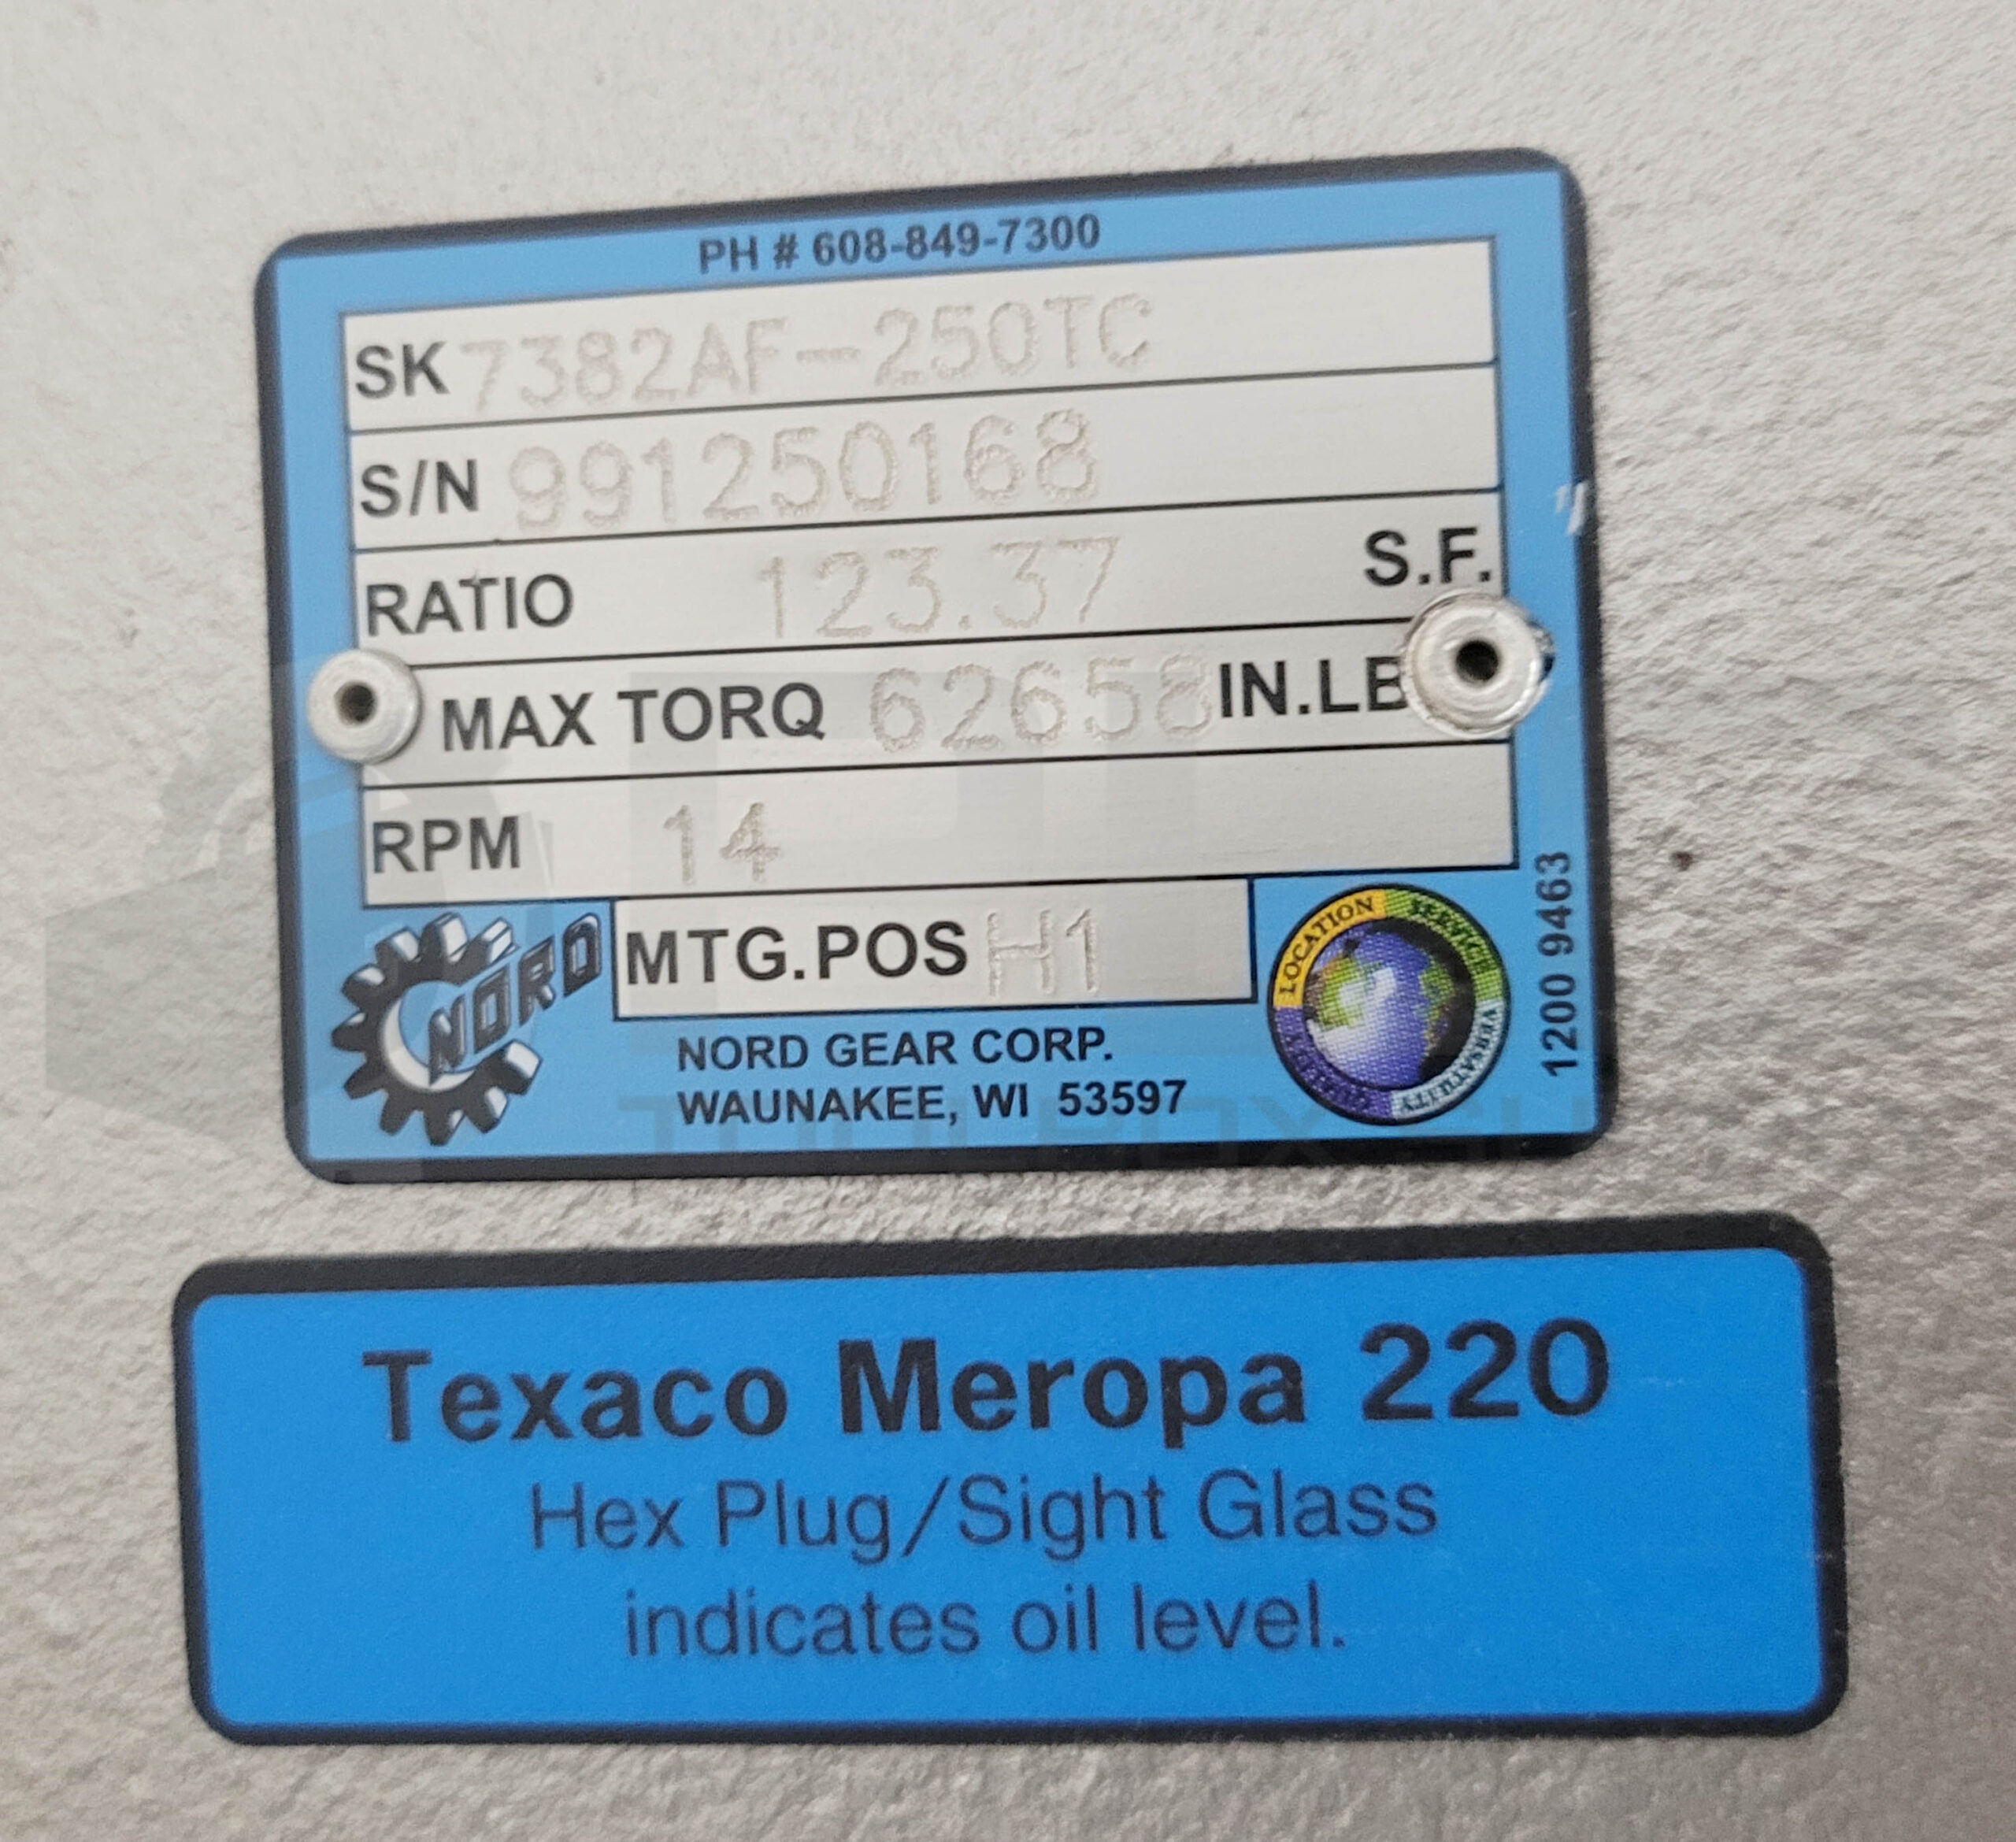 PH # 608-849-7300
SK 7382AF-250TC
S/N 991250168
RATIO 123.37 S.F.
MAX TORQ 62658 IN.LB
RPM 14
NORD
MTG.POS H1
NORD GEAR CORP.
WAUNAKEE, WI 53597
LOCATION SERVICE VERSATILITY
1200 9463
Texaco Meropa 220
Hex Plug/Sight Glass
indicates oil level.